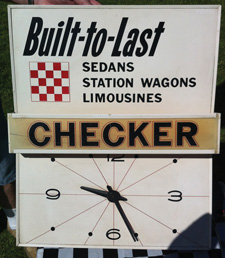 Built-to-Last
SEDANS
STATION WAGONS
LIMOUSINES
CHECKER
12
9 3
6